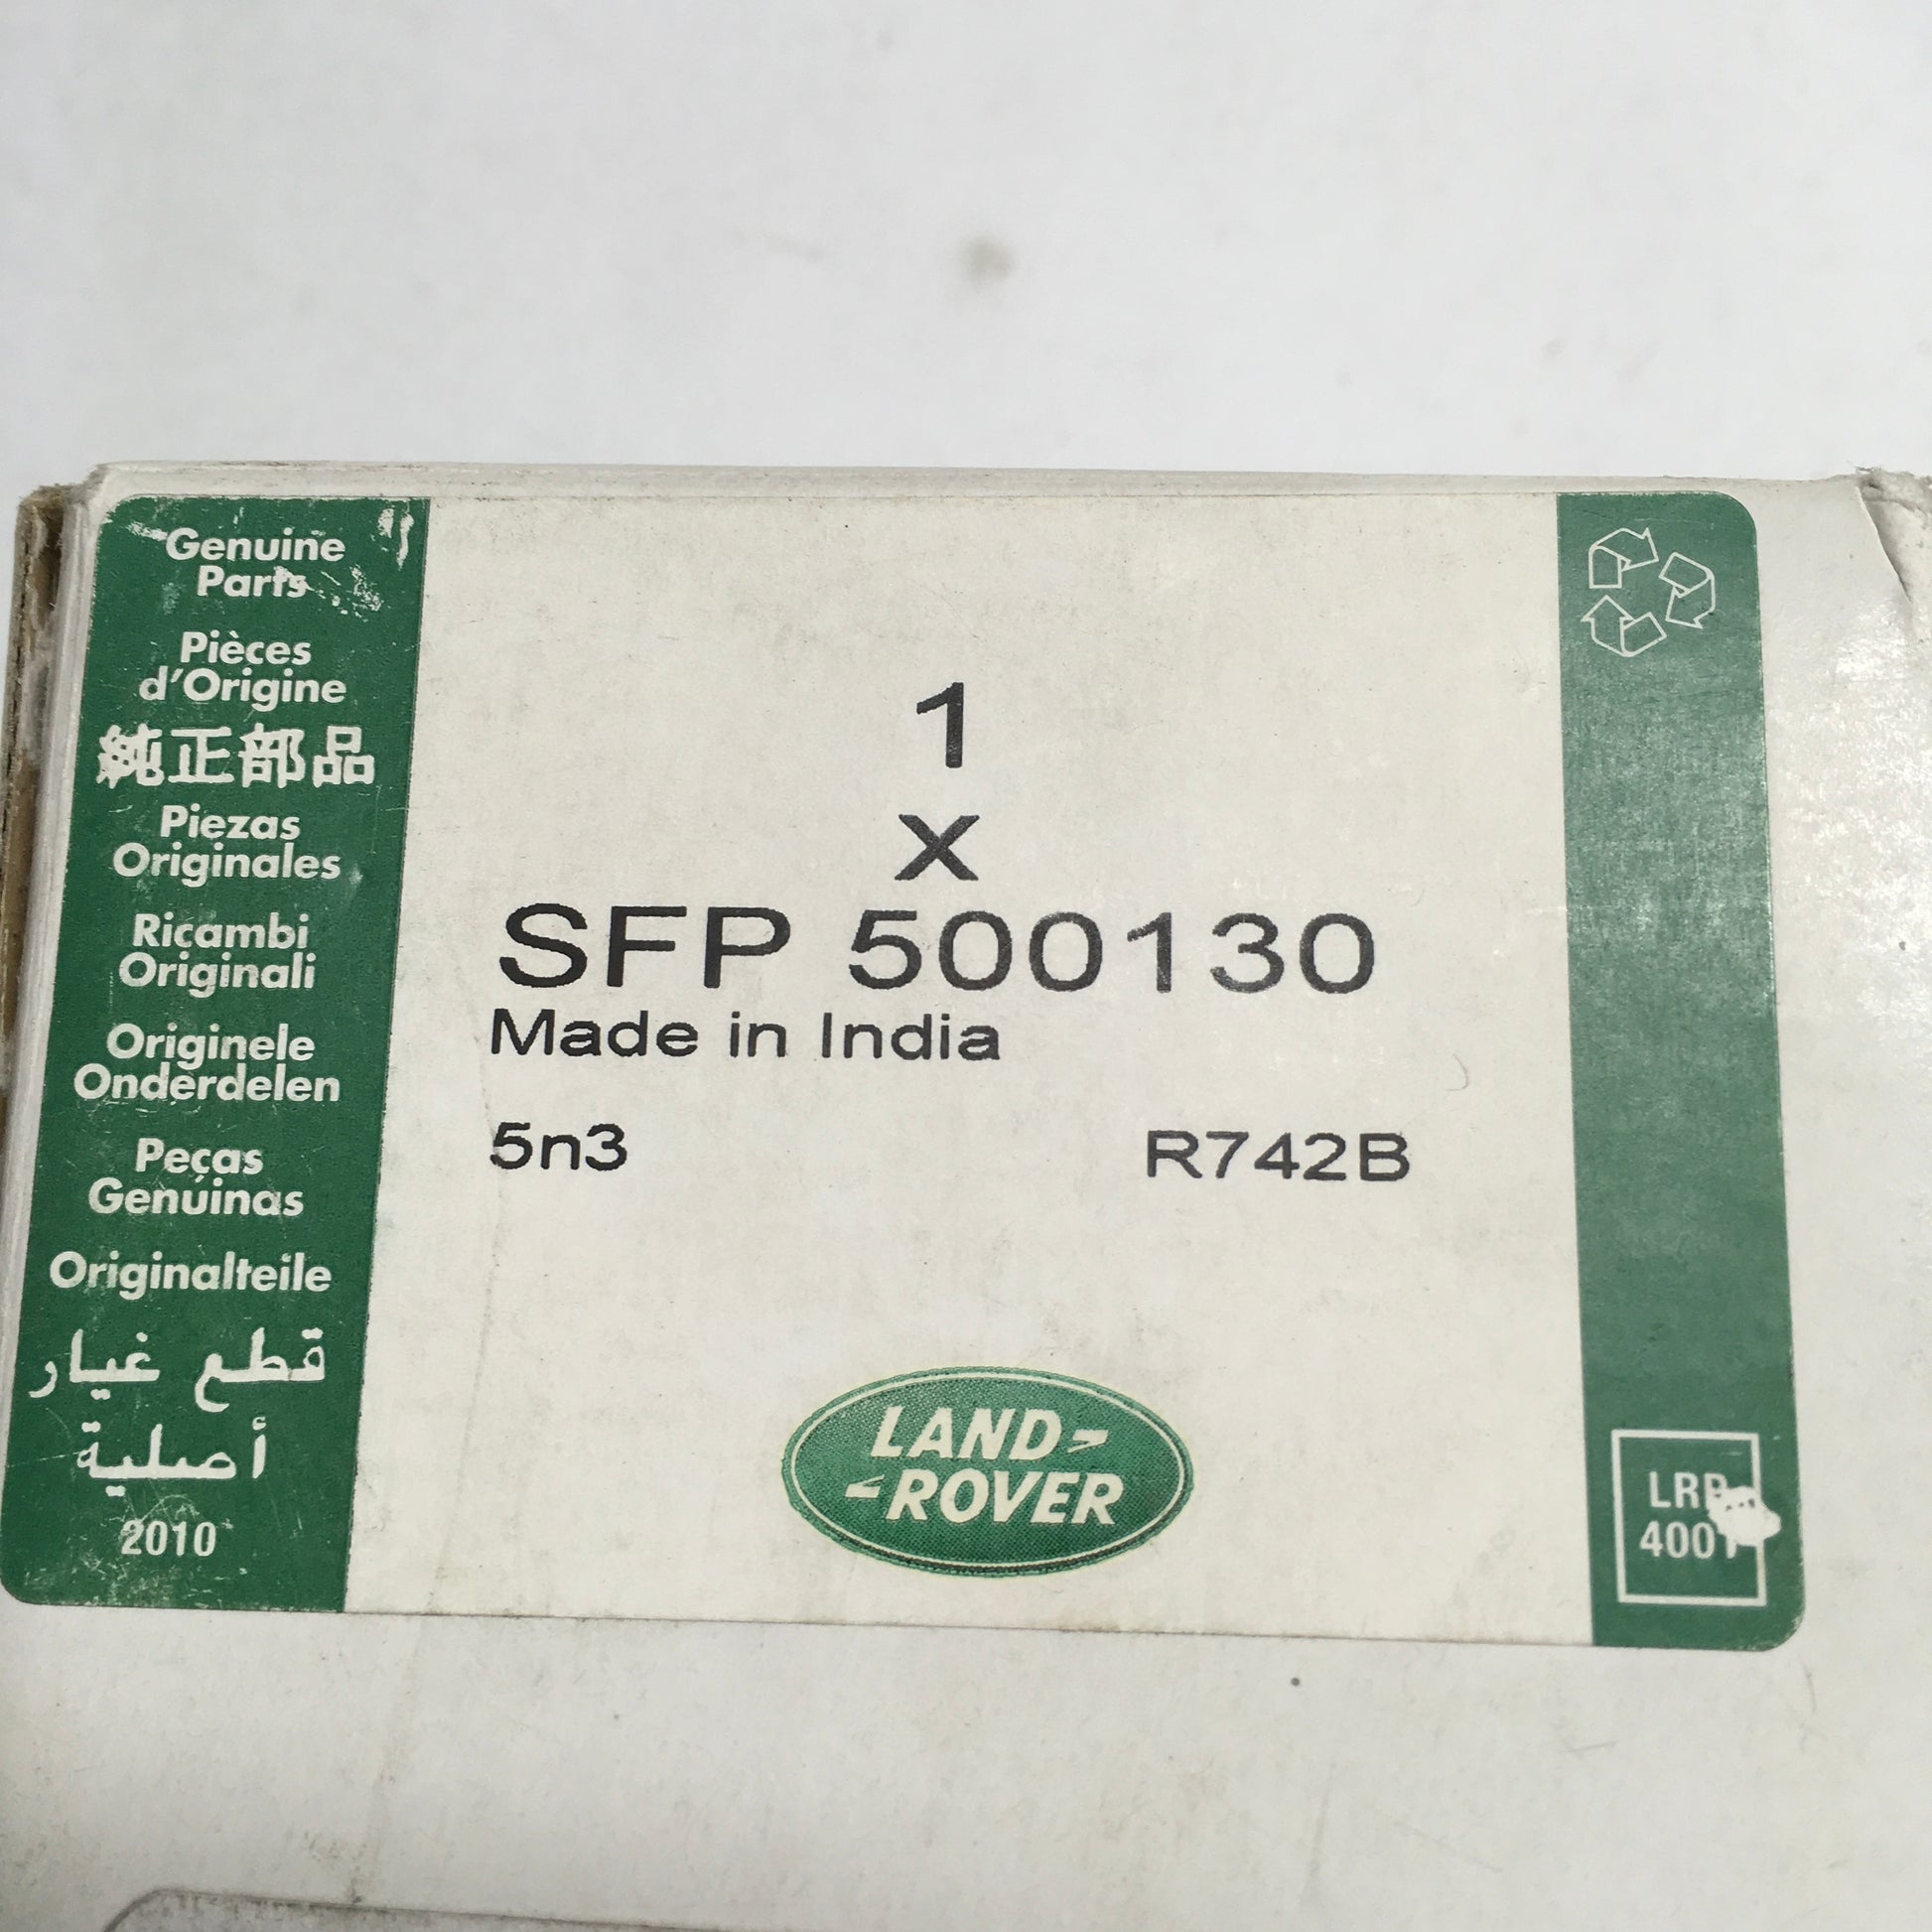 Genuine
Parts
Pièces
d'Origine
純正部品
Piezas
Originales
Ricambi
Originali
Originele
Onderdelen
Peças
Genuinas
Originalteile
قطع غيار
أصلية
2010
1
x
SFP 500130
Made in India
5n3 R742B
LAND-
-ROVER